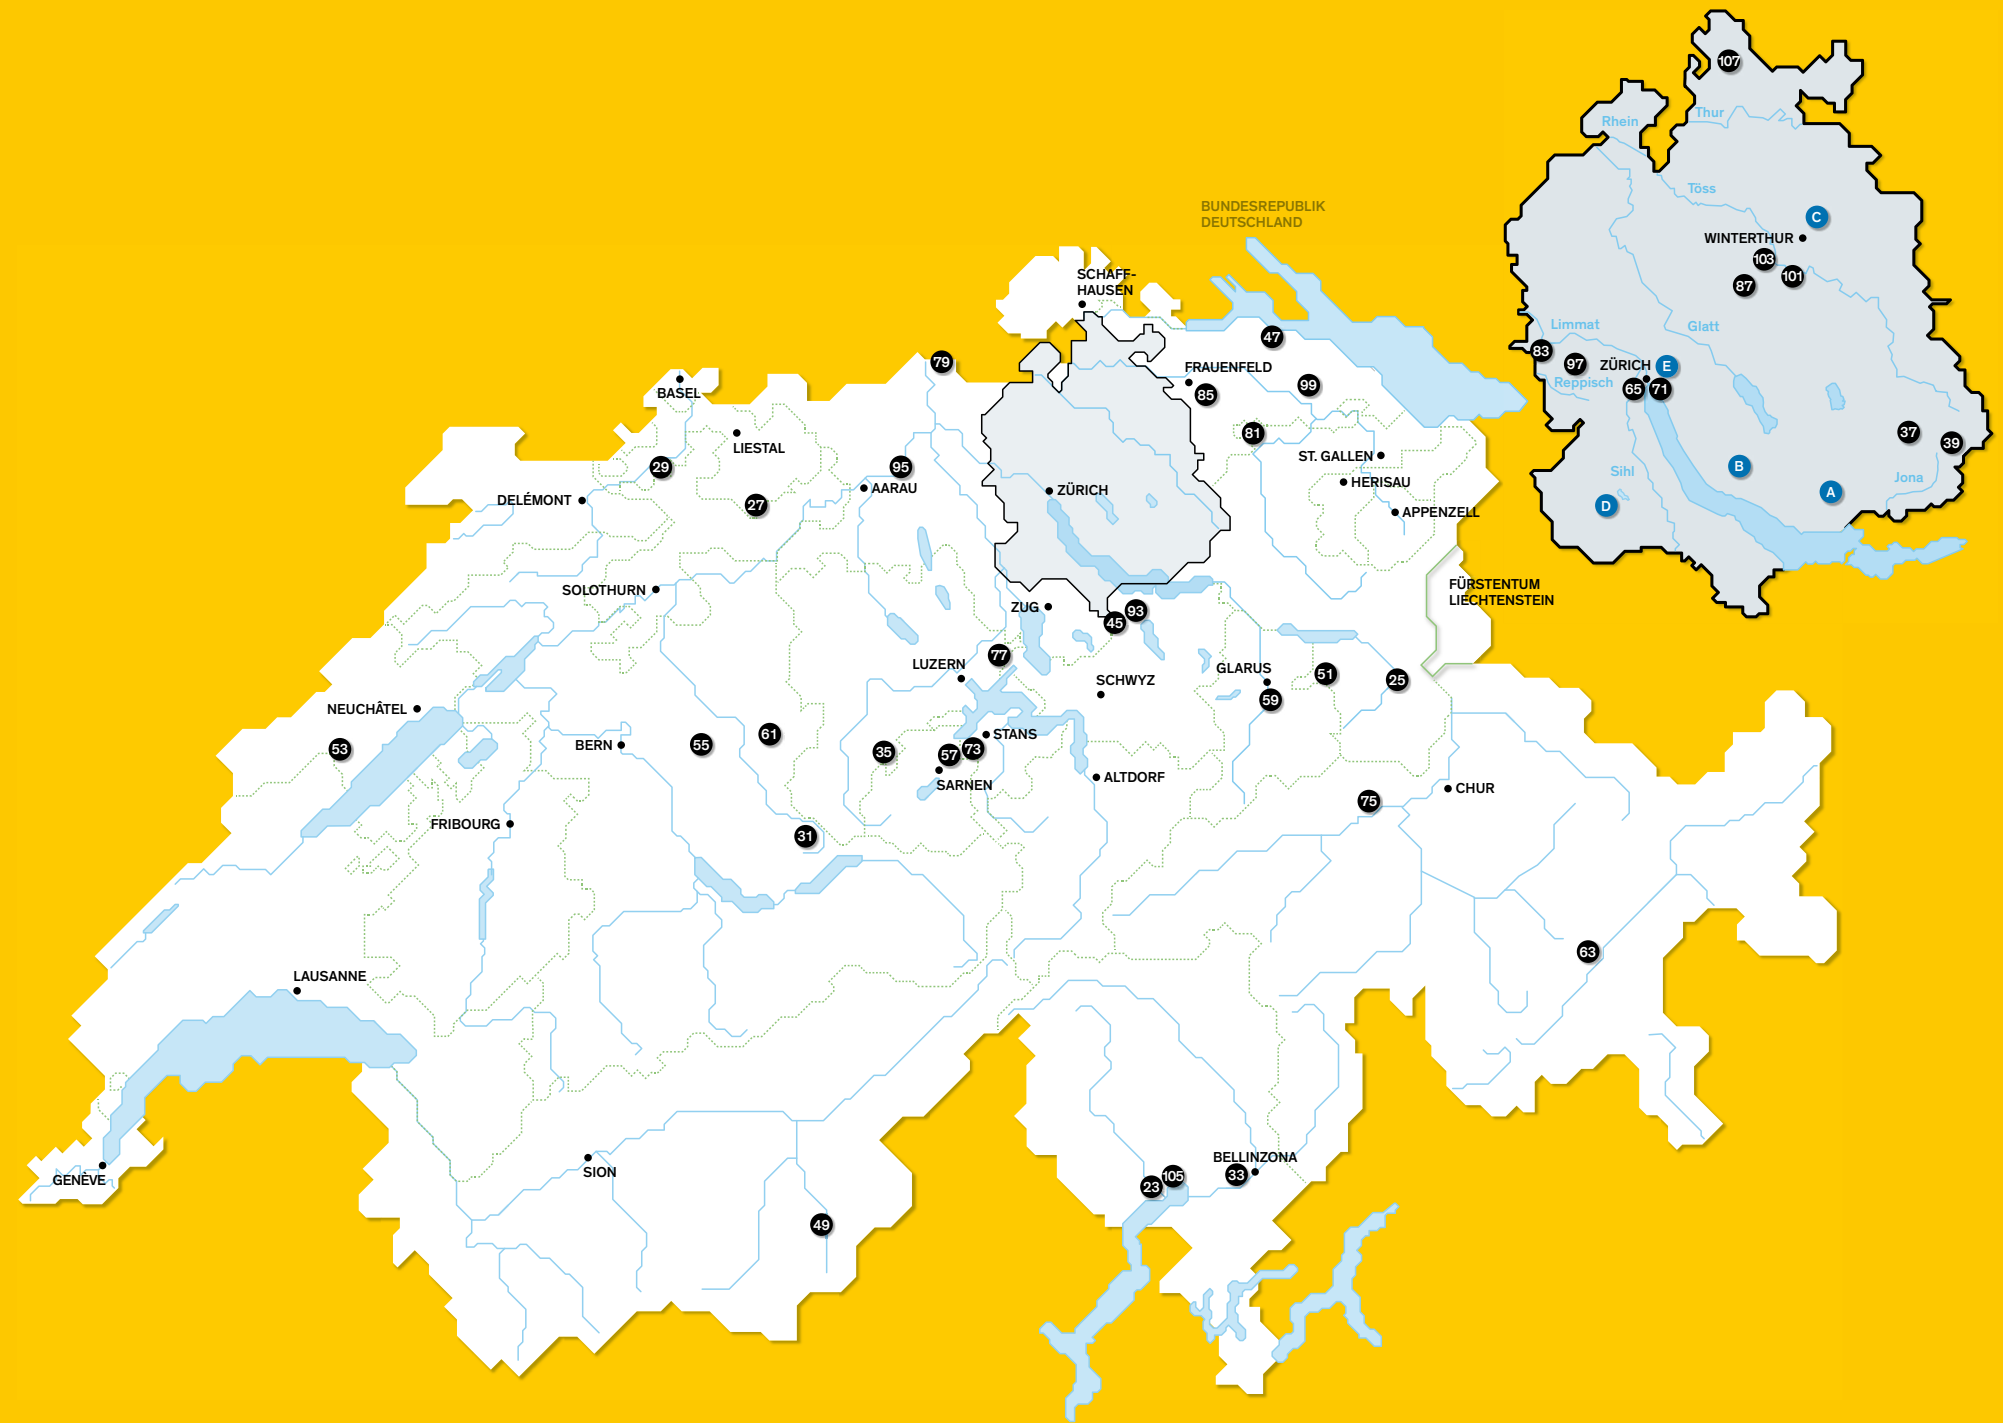 107
Rhein
Thur
Töss
C
WINTERTHUR
103
101
87
Limmat
Glatt
83
97
ZÜRICH
E
Reppisch
65
71
37
39
B
Sihl
A
Jona
D
BUNDESREPUBLIK
DEUTSCHLAND
SCHAFF-
HAUSEN
47
79
FRAUENFELD
85
99
BASEL
LIESTAL
81
29
95
ST. GALLEN
DELÉMONT
AARAU
HERISAU
27
ZÜRICH
APPENZELL
SOLOTHURN
FÜRSTENTUM
LIECHTENSTEIN
ZUG
93
45
77
LUZERN
GLARUS
51
25
SCHWYZ
59
NEUCHÂTEL
53
BERN
55
61
35
57
73
STANS
SARNEN
ALTDORF
CHUR
75
FRIBOURG
31
63
LAUSANNE
GENÈVE
SION
BELLINZONA
23
105
33
49